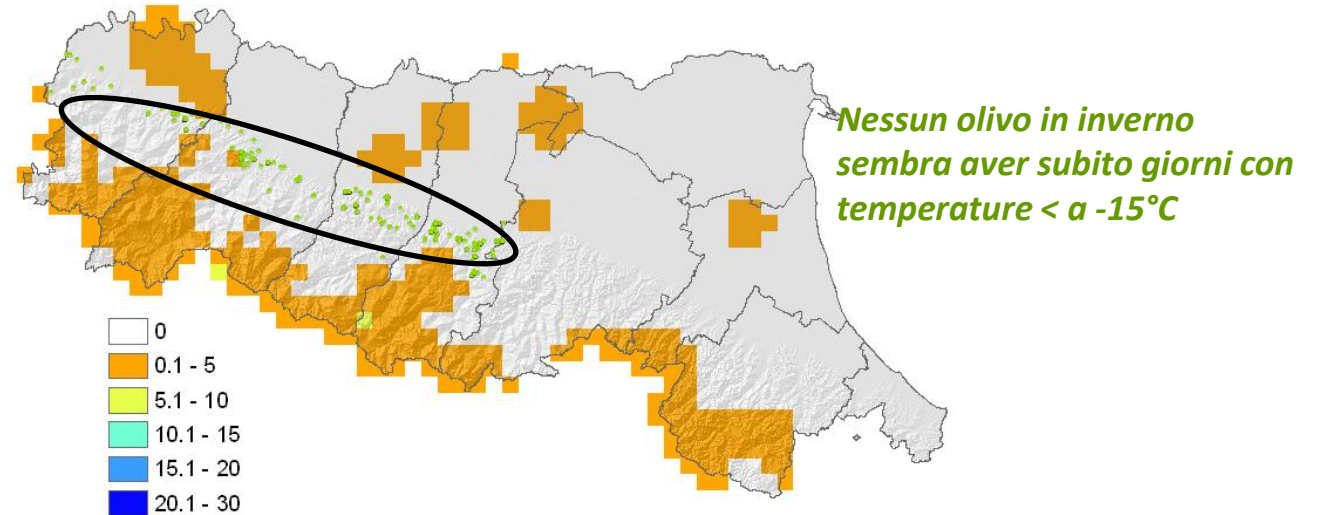 Nessun olivo in inverno
sembra aver subito giorni con
temperature < a -15°C
0
0.1 - 5
5.1 - 10
10.1 - 15
15.1 - 20
20.1 - 30